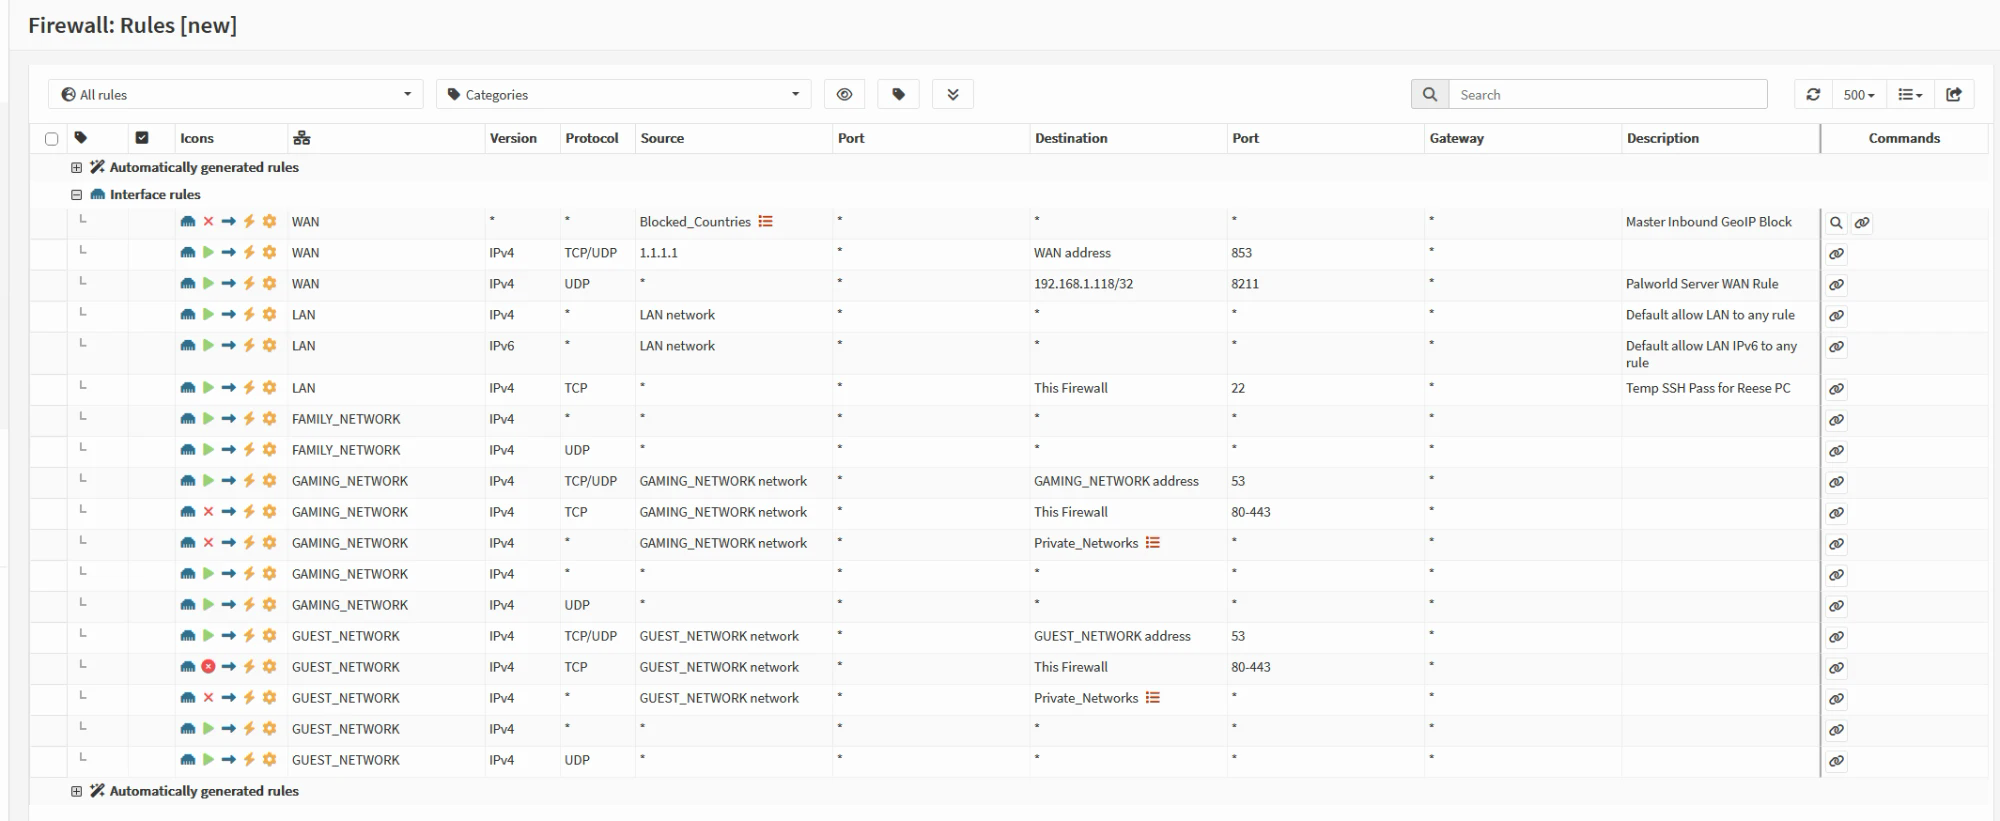 Firewall: Rules [new]
All rules Categories Search 500
Icons Version Protocol Source Port Destination Port Gateway Description Commands
Automatically generated rules
Interface rules
WAN * * Blocked_Countries * * * * Master Inbound GeoIP Block
WAN IPv4 TCP/UDP 1.1.1.1 * WAN address 853 *
WAN IPv4 UDP * * 192.168.1.118/32 8211 * Palworld Server WAN Rule
LAN IPv4 * LAN network * * * * Default allow LAN to any rule
LAN IPv6 * LAN network * * * * Default allow LAN IPv6 to any
rule
LAN IPv4 TCP * * This Firewall 22 * Temp SSH Pass for Reese PC
FAMILY_NETWORK IPv4 * * * * * *
FAMILY_NETWORK IPv4 UDP * * * * *
GAMING_NETWORK IPv4 TCP/UDP GAMING_NETWORK network * GAMING_NETWORK address 53 *
GAMING_NETWORK IPv4 TCP GAMING_NETWORK network * This Firewall 80-443 *
GAMING_NETWORK IPv4 * GAMING_NETWORK network * Private_Networks * *
GAMING_NETWORK IPv4 * * * * * *
GAMING_NETWORK IPv4 UDP * * * * *
GUEST_NETWORK IPv4 TCP/UDP GUEST_NETWORK network * GUEST_NETWORK address 53 *
GUEST_NETWORK IPv4 TCP GUEST_NETWORK network * This Firewall 80-443 *
GUEST_NETWORK IPv4 * GUEST_NETWORK network * Private_Networks * *
GUEST_NETWORK IPv4 * * * * * *
GUEST_NETWORK IPv4 UDP * * * * *
Automatically generated rules